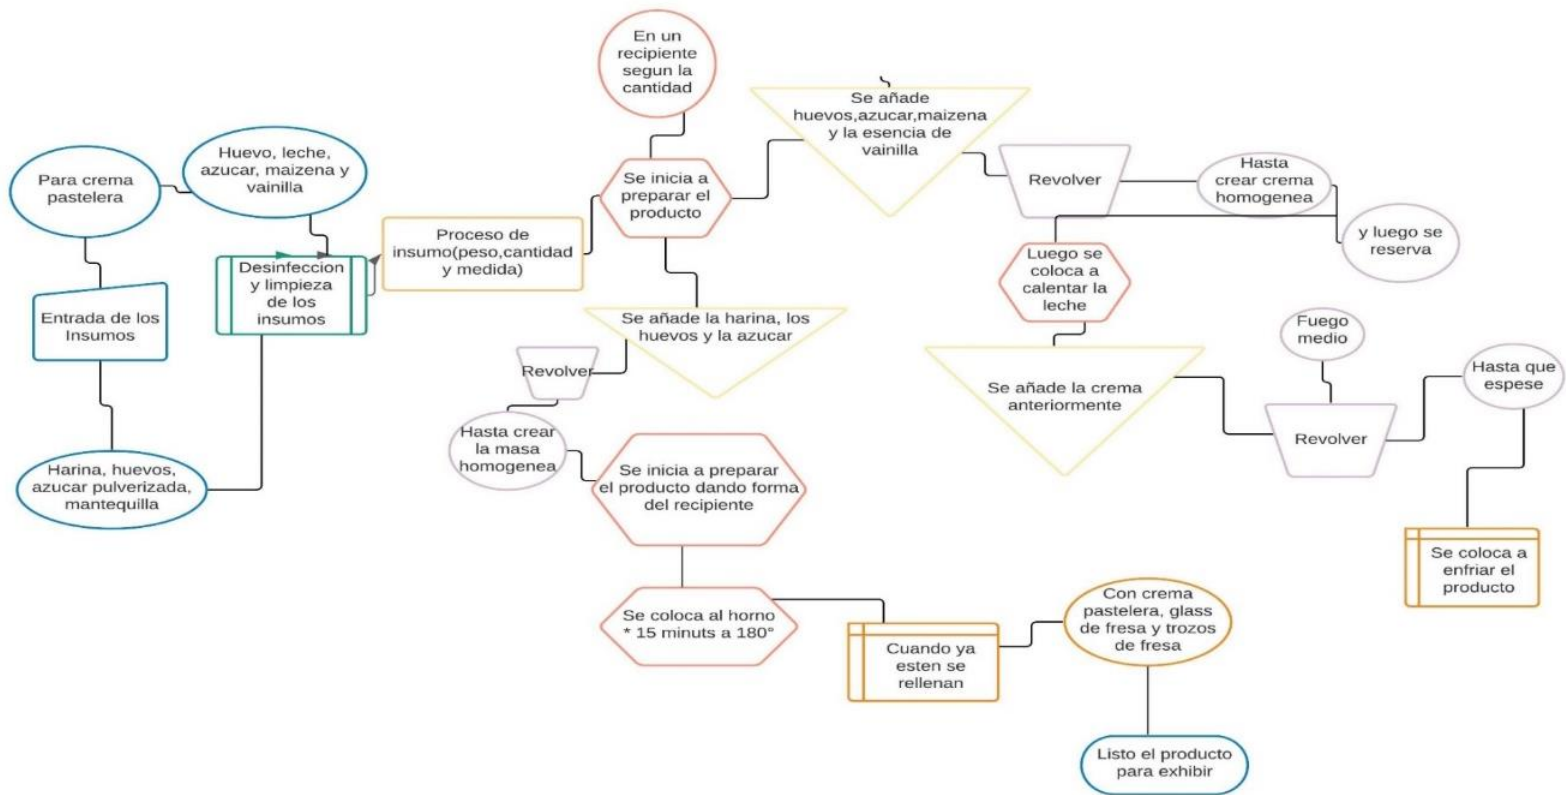 En un
recipiente
segun la
cantidad
Se añade
huevos,azucar,maizena
y la esencia de
vainilla
Huevo, leche,
azucar, maizena y
vainilla
Para crema
pastelera
Se inicia a
preparar el
producto
Revolver
Hasta
crear crema
homogenea
y luego se
reserva
Proceso de
insumo(peso,cantidad
y medida)
Desinfeccion
y limpieza
de los
insumos
Luego se
coloca a
calentar la
leche
Entrada de los
Insumos
Se añade la harina, los
huevos y la azucar
Fuego
medio
Revolver
Hasta que
espese
Se añade la crema
anteriormente
Revolver
Hasta crear
la masa
homogenea
Harina, huevos,
azucar pulverizada,
mantequilla
Se inicia a preparar
el producto dando forma
del recipiente
Se coloca a
enfriar el
producto
Se coloca al horno
* 15 minuts a 180°
Con crema
pastelera, glass
de fresa y trozos
de fresa
Cuando ya
esten se
rellenan
Listo el producto
para exhibir